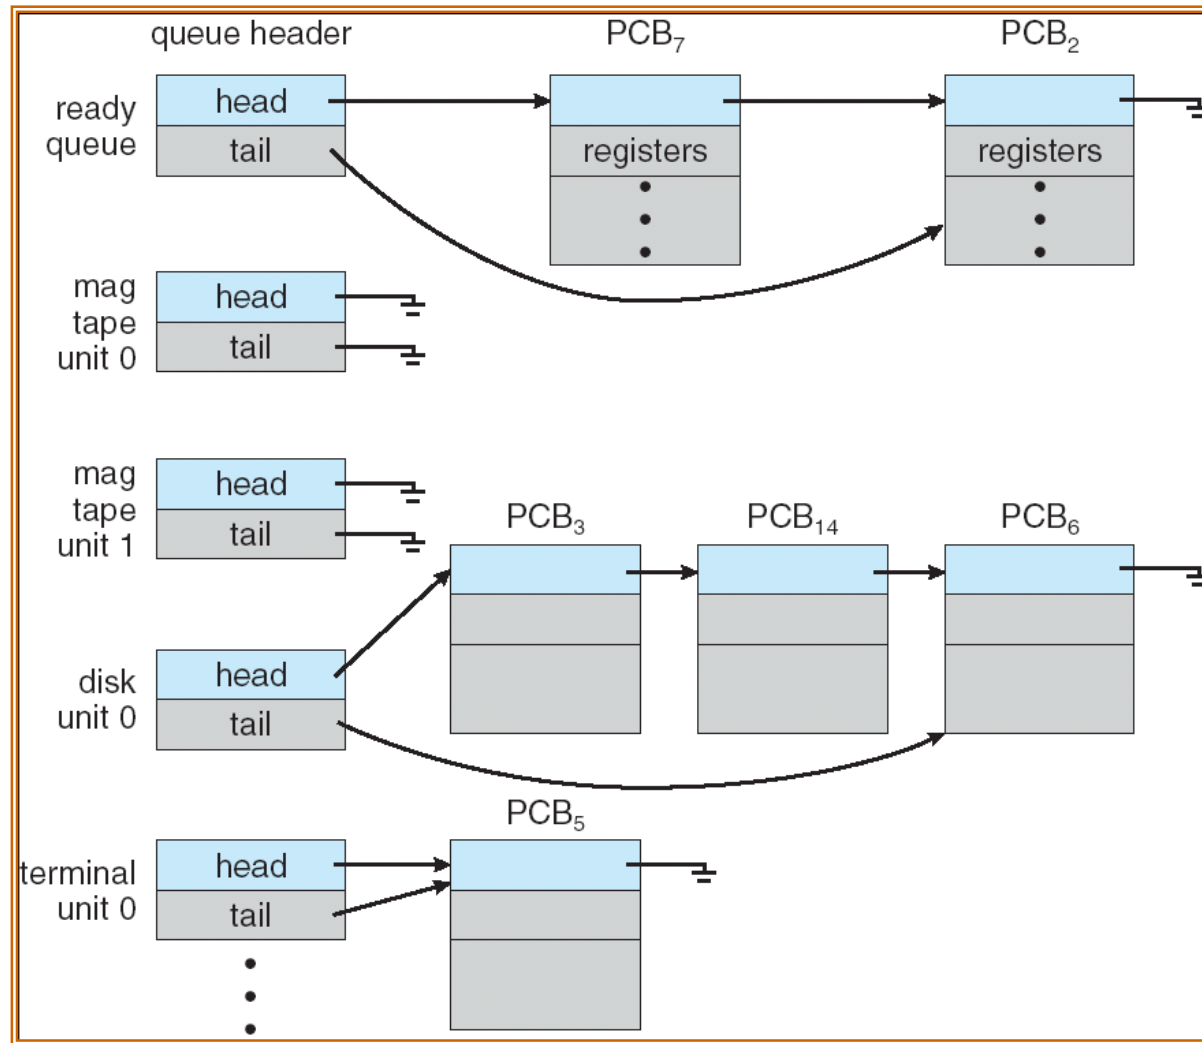 queue header
PCB₇
PCB₂
ready
queue
head
tail
registers
registers
mag
tape
unit 0
head
tail
mag
tape
unit 1
head
tail
PCB₃
PCB₁₄
PCB₆
disk
unit 0
head
tail
PCB₅
terminal
unit 0
head
tail